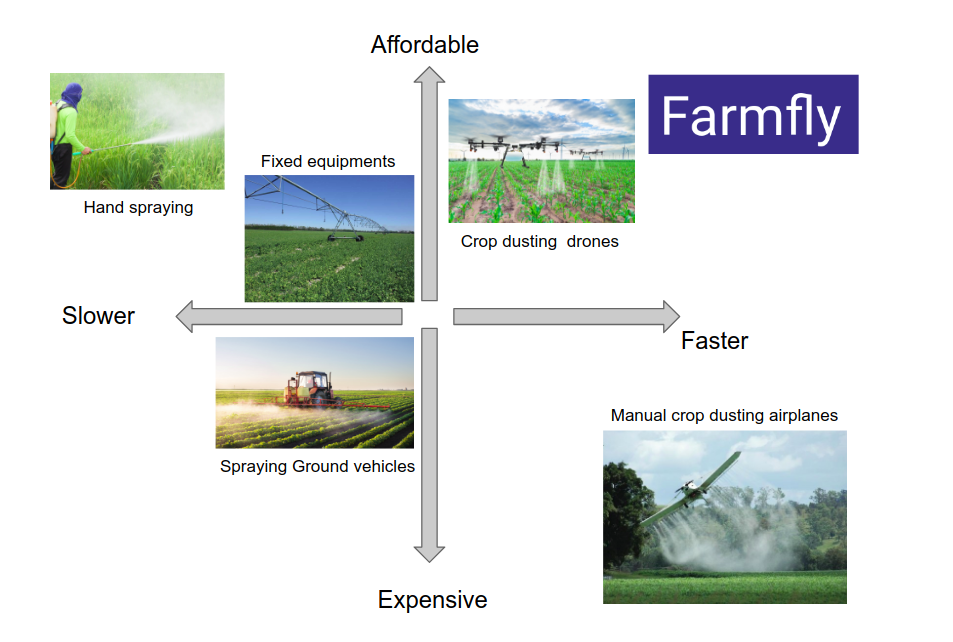 Affordable
Farmfly
Fixed equipments
Hand spraying
Crop dusting drones
Slower
Faster
Manual crop dusting airplanes
Spraying Ground vehicles
Expensive